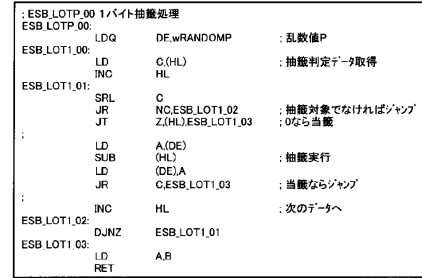 ; ESB_LOTP_00 1バイト抽籤処理
ESB_LOTP_00:
LDQ DE,wRANDOMP ; 乱数値P
ESB_LOT1_00:
LD C,(HL) ; 抽籤判定データ取得
INC HL
ESB_LOT1_01:
SRL C
JR NC,ESB_LOT1_02 ; 抽籤対象でなければジャンプ
JT Z,(HL),ESB_LOT1_03 ; 0なら当籤
;
LD A,(DE)
SUB (HL) ; 抽籤実行
LD (DE),A
JR C,ESB_LOT1_03 ; 当籤ならジャンプ
;
INC HL ; 次のデータへ
ESB_LOT1_02:
DJNZ ESB_LOT1_01
ESB_LOT1_03:
LD A,B
RET